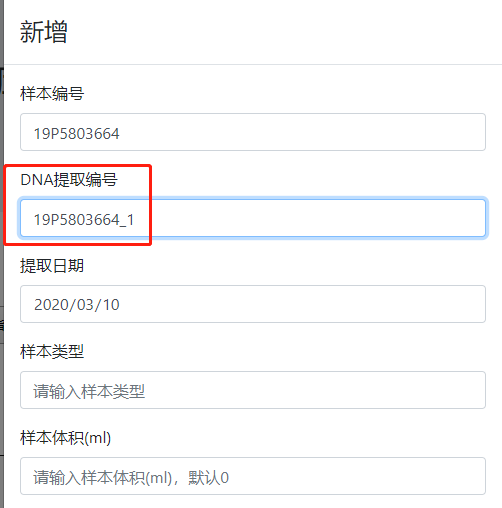 新增
样本编号
19P5803664
DNA提取编号
19P5803664_1
提取日期
2020/03/10
样本类型
请输入样本类型
样本体积(ml)
请输入样本体积(ml)，默认0